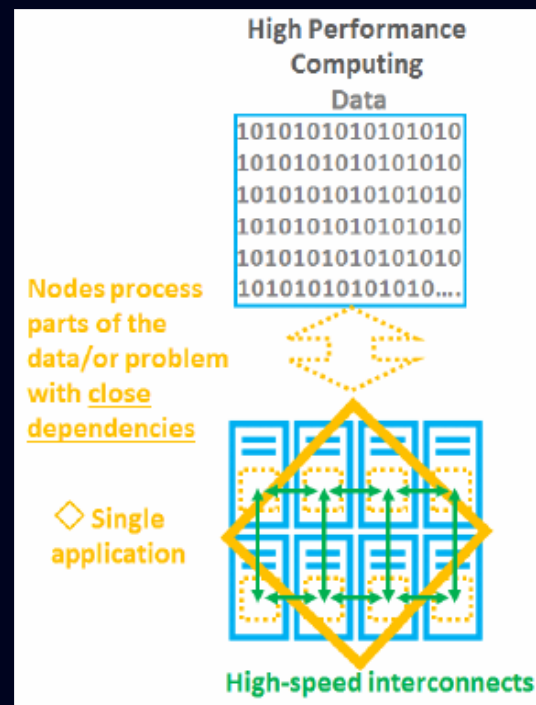 High Performance
Computing
Data
1010101010101010
1010101010101010
1010101010101010
1010101010101010
1010101010101010
10101010101010....
Nodes process
parts of the
data/or problem
with close
dependencies
Single
application
High-speed interconnects